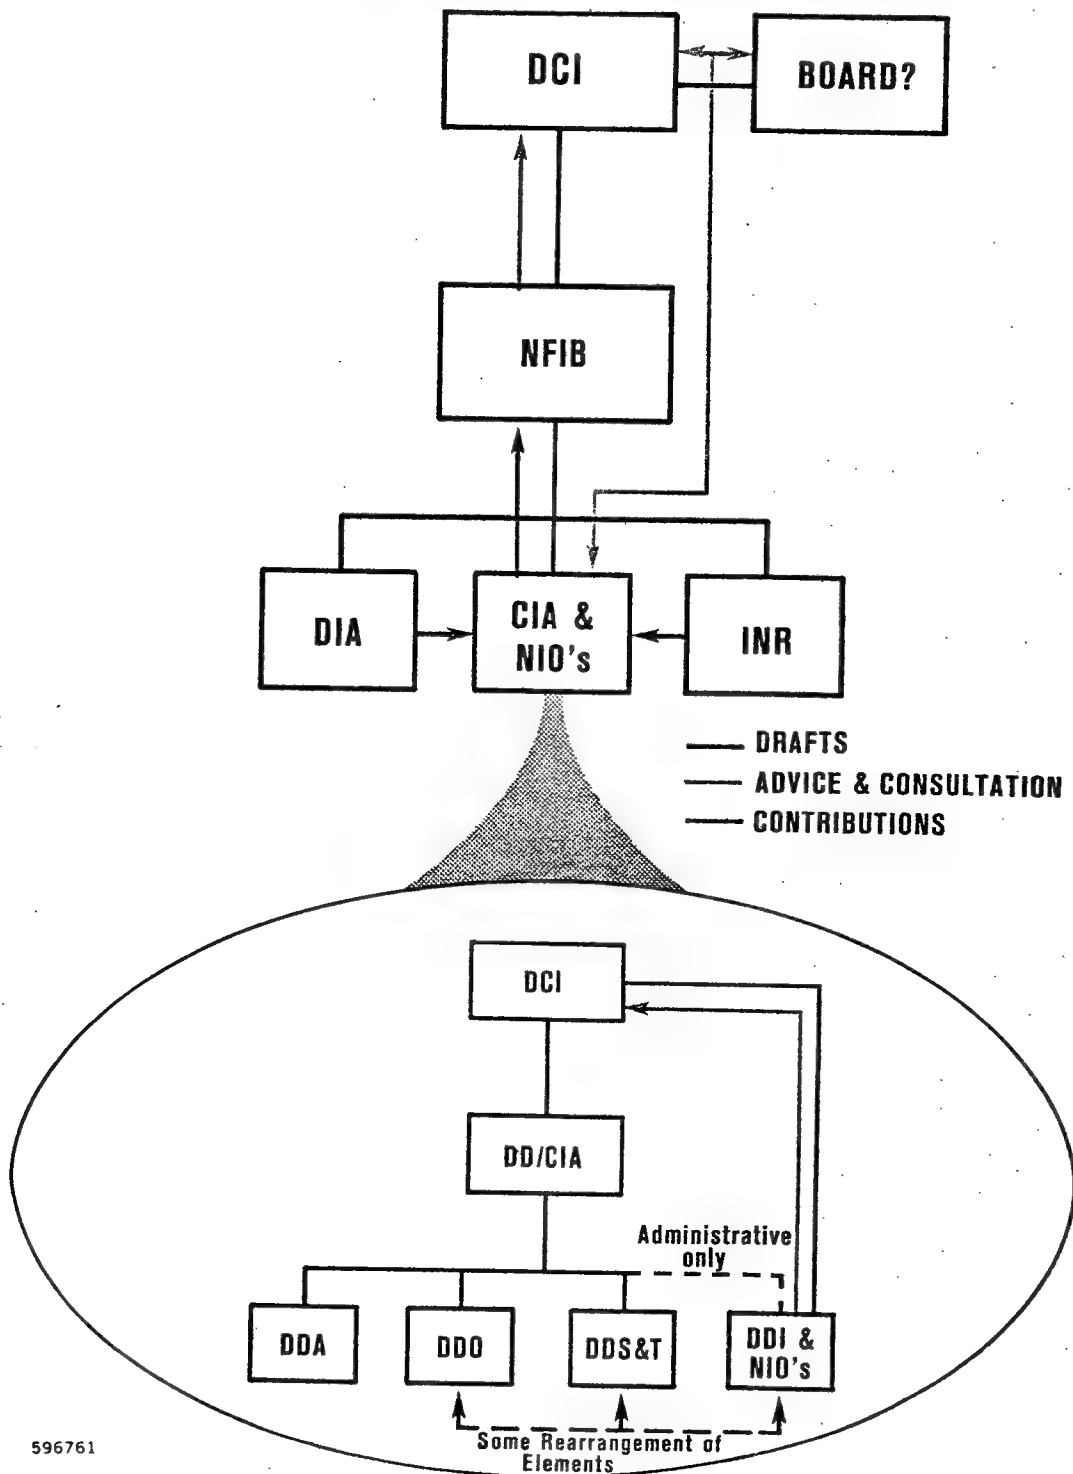 DCI
BOARD?
NFIB
DIA
CIA &
NIO's
INR
DRAFTS
ADVICE & CONSULTATION
CONTRIBUTIONS
DCI
DD/CIA
Administrative
only
DDA
DDO
DDS&T
DDI &
NIO's
Some Rearrangement of
Elements
596761